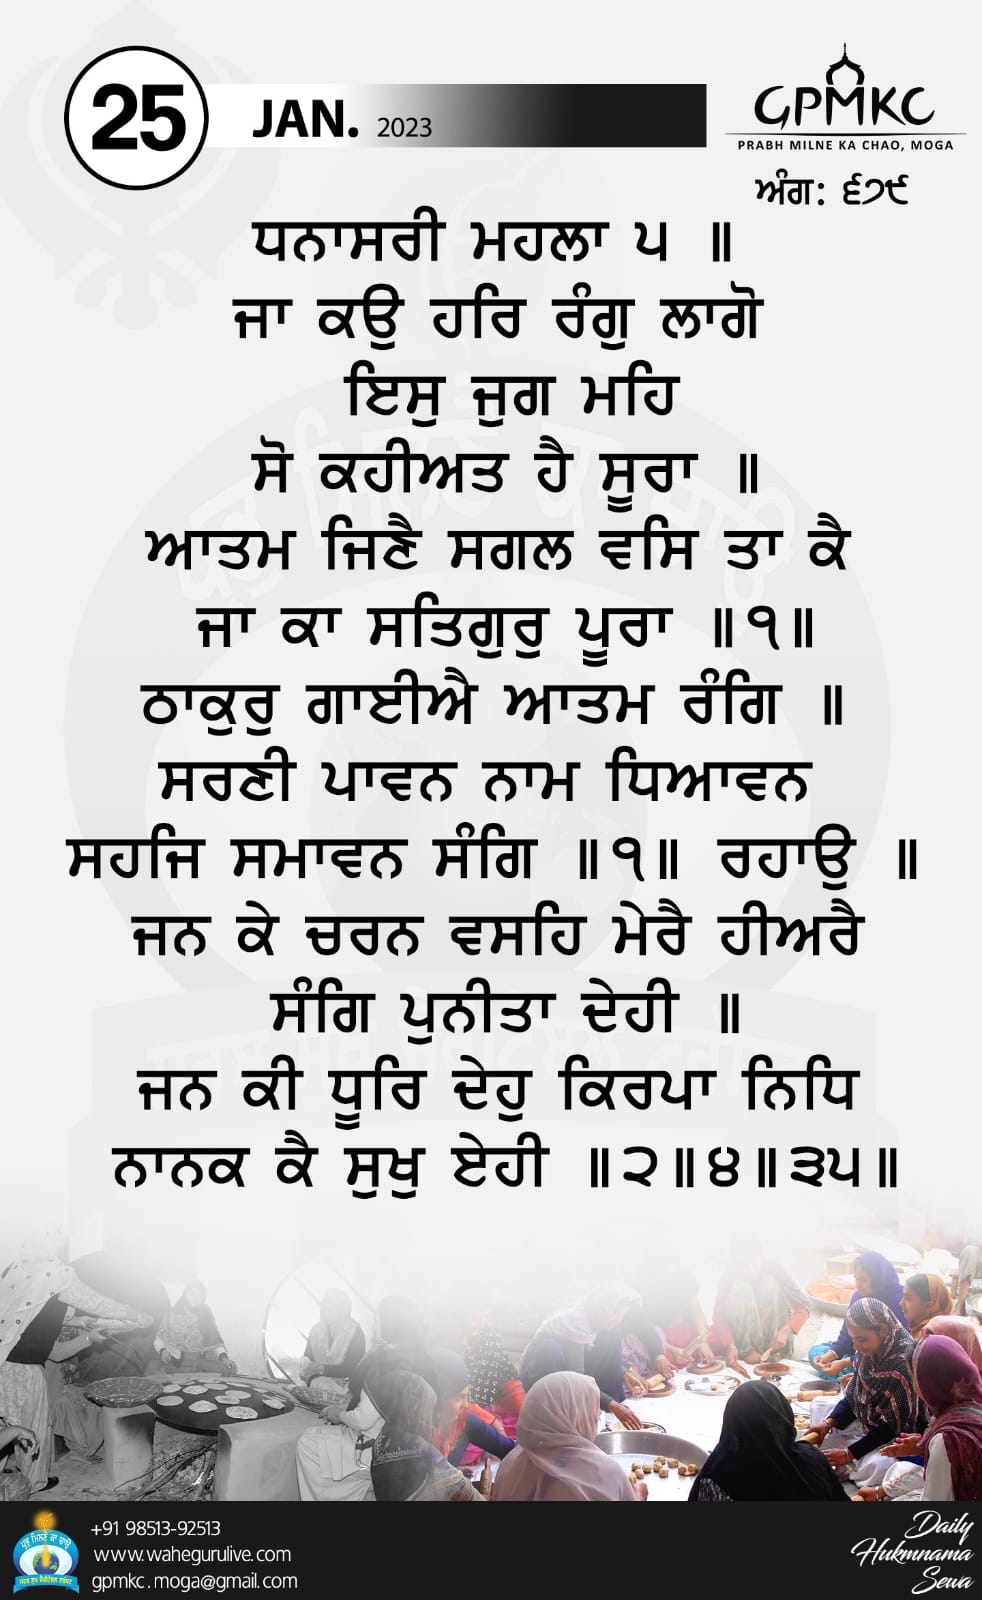 25
JAN. 2023
GPMKC
PRABH MILNE KA CHAO, MOGA
ਅੰਗ: ੬੭੯
ਧਨਾਸਰੀ ਮਹਲਾ ੫ ॥
ਜਾ ਕਉ ਹਰਿ ਰੰਗੁ ਲਾਗੋ
ਇਸੁ ਜੁਗ ਮਹਿ
ਸੋ ਕਹੀਅਤ ਹੈ ਸੂਰਾ ॥
ਆਤਮ ਜਿਣੈ ਸਗਲ ਵਸਿ ਤਾ ਕੈ
ਜਾ ਕਾ ਸਤਿਗੁਰੁ ਪੂਰਾ ॥੧॥
ਠਾਕੁਰੁ ਗਾਈਐ ਆਤਮ ਰੰਗਿ ॥
ਸਰਣੀ ਪਾਵਨ ਨਾਮ ਧਿਆਵਨ
ਸਹਜਿ ਸਮਾਵਨ ਸੰਗਿ ॥੧॥ ਰਹਾਉ ॥
ਜਨ ਕੇ ਚਰਨ ਵਸਹਿ ਮੇਰੈ ਹੀਅਰੈ
ਸੰਗਿ ਪੁਨੀਤਾ ਦੇਹੀ ॥
ਜਨ ਕੀ ਧੂਰਿ ਦੇਹੁ ਕਿਰਪਾ ਨਿਧਿ
ਨਾਨਕ ਕੈ ਸੁਖੁ ਏਹੀ ॥੨॥੪॥੩੫॥
ਪ੍ਰਭ ਮਿਲਣੈ ਕਾ ਚਾਉ
+91 98513-92513
www.wahegurulive.com
gpmkc.moga@gmail.com
Daily
Hukmnama
Sewa